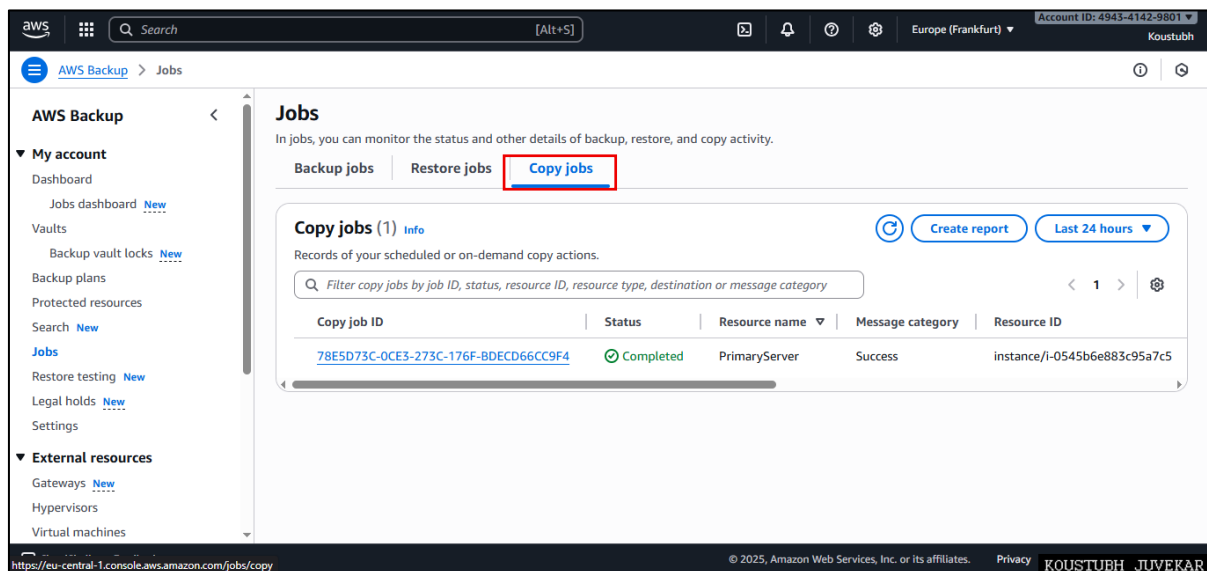 aws
Search
[Alt+S]
Europe (Frankfurt) ▼
Account ID: 4943-4142-9801 ▼
Koustubh
AWS Backup > Jobs
AWS Backup
My account
Dashboard
Jobs dashboard New
Vaults
Backup vault locks New
Backup plans
Protected resources
Search New
Jobs
Restore testing New
Legal holds New
Settings
External resources
Gateways New
Hypervisors
Virtual machines
Jobs
In jobs, you can monitor the status and other details of backup, restore, and copy activity.
Backup jobs Restore jobs Copy jobs
Copy jobs (1) Info
Create report
Last 24 hours ▼
Records of your scheduled or on-demand copy actions.
Filter copy jobs by job ID, status, resource ID, resource type, destination or message category
< 1 >
Copy job ID Status Resource name Message category Resource ID
78E5D73C-0CE3-273C-176F-BDECD66CC9F4 Completed PrimaryServer Success instance/i-0545b6e883c95a7c5
https://eu-central-1.console.aws.amazon.com/jobs/copy
© 2025, Amazon Web Services, Inc. or its affiliates. Privacy
KOUSTUBH JUVEKAR